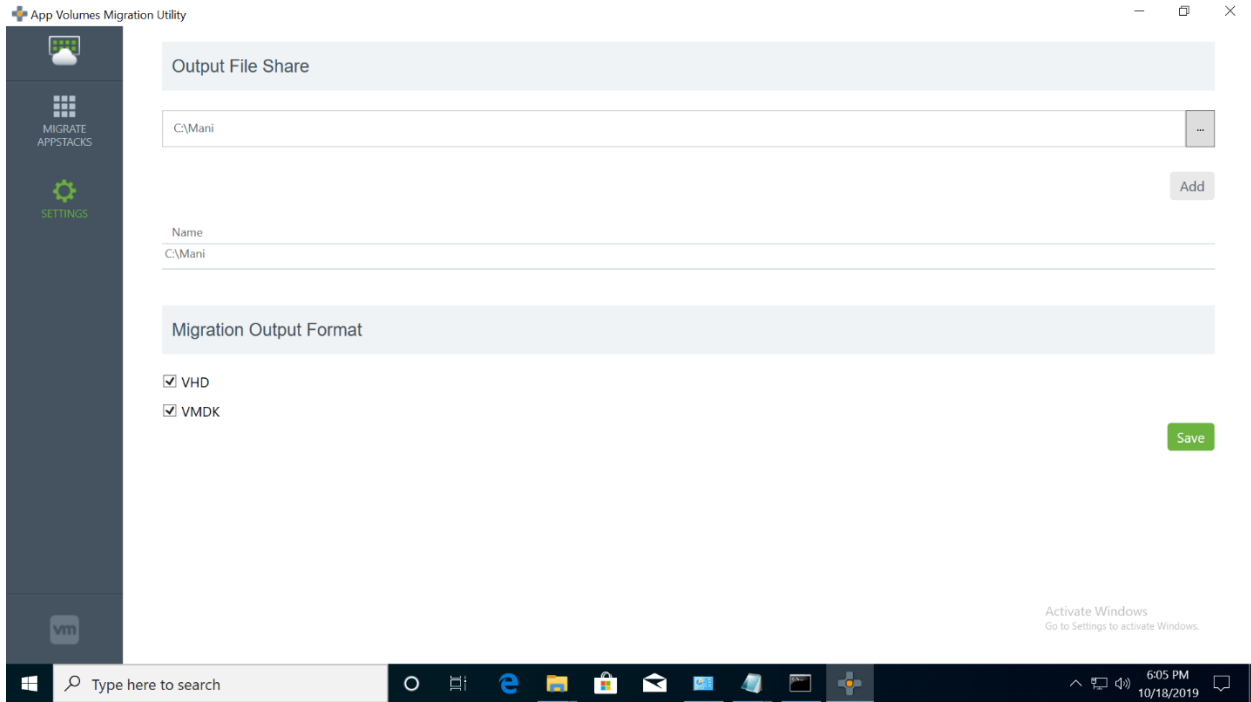 App Volumes Migration Utility
Output File Share
MIGRATE
APPSTACKS
C:\Mani
...
Add
SETTINGS
Name
C:\Mani
Migration Output Format
VHD
VMDK
Save
vm
Activate Windows
Go to Settings to activate Windows.
Type here to search
6:05 PM
10/18/2019